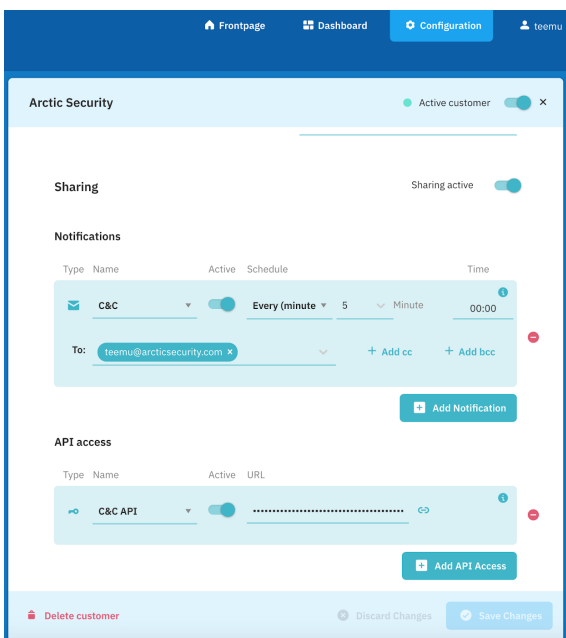 Frontpage Dashboard Configuration teemu
Arctic Security Active customer ×
Sharing Sharing active
Notifications
Type Name Active Schedule Time
C&C Every (minute 5 Minute 00:00
To: teemu@arcticsecurity.com × + Add cc + Add bcc
+ Add Notification
API access
Type Name Active URL
C&C API ••••••••••••••••••••••••••••••••••••••
+ Add API Access
Delete customer Discard Changes Save Changes